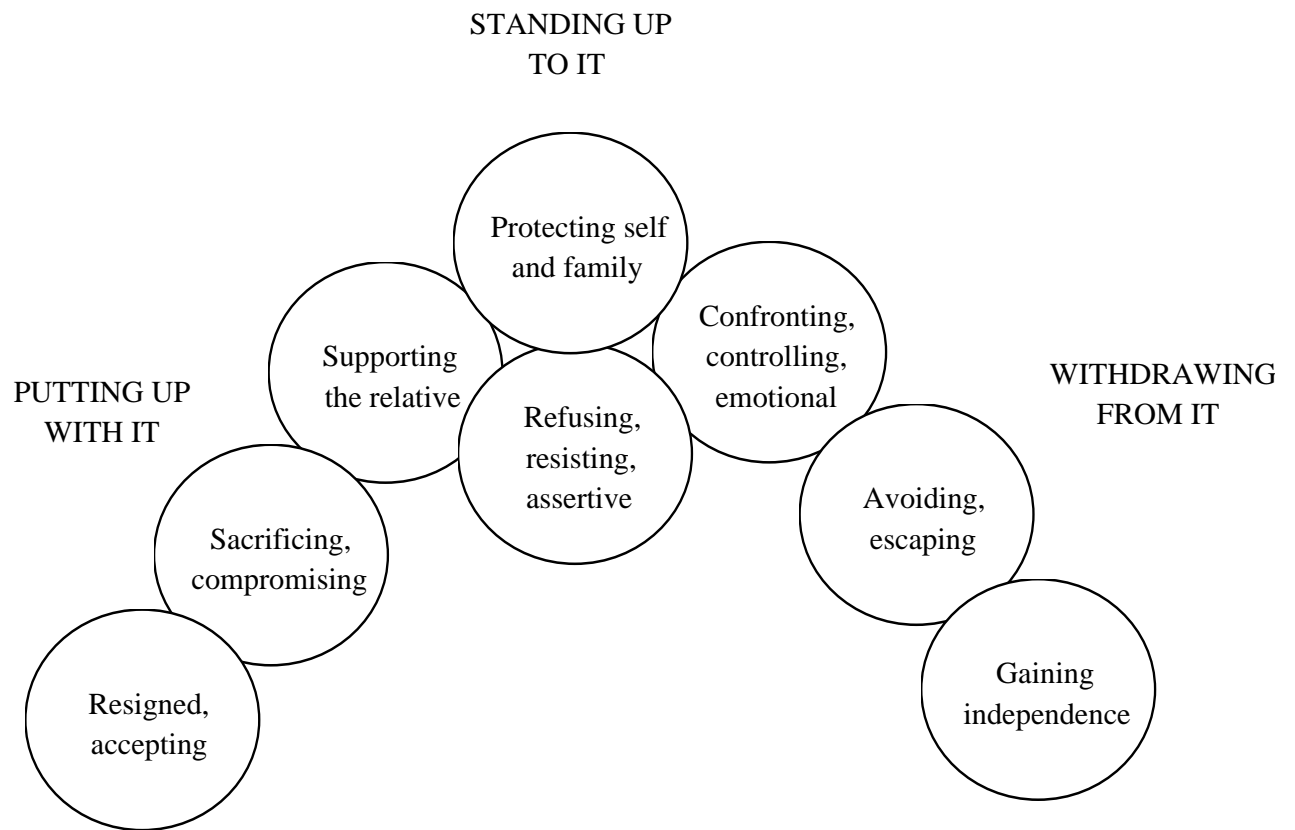 STANDING UP
TO IT
Protecting self
and family
Confronting,
controlling,
emotional
Supporting
the relative
WITHDRAWING
FROM IT
PUTTING UP
WITH IT
Refusing,
resisting,
assertive
Avoiding,
escaping
Sacrificing,
compromising
Gaining
independence
Resigned,
accepting